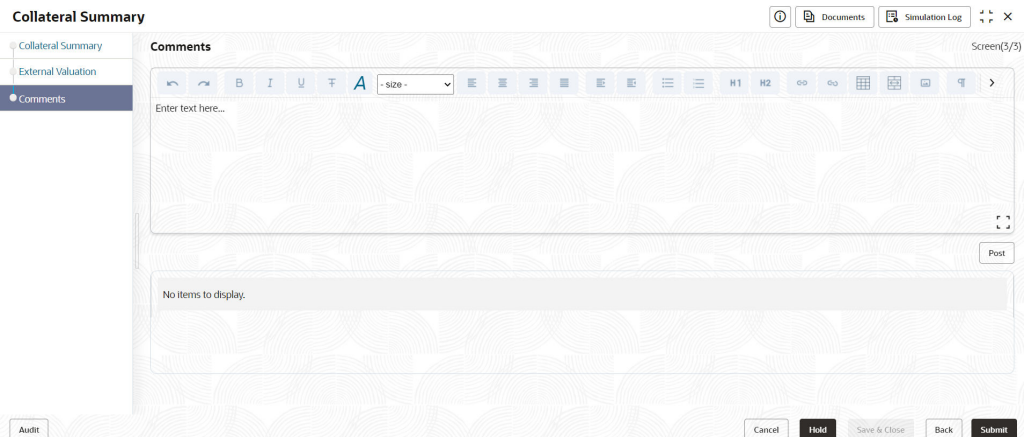 Collateral Summary
Documents
Simulation Log
Collateral Summary
External Valuation
Comments
Comments
Screen(3/3)
B I U T A - size - H1 H2
Enter text here...
Post
No items to display.
Audit
Cancel
Hold
Save & Close
Back
Submit